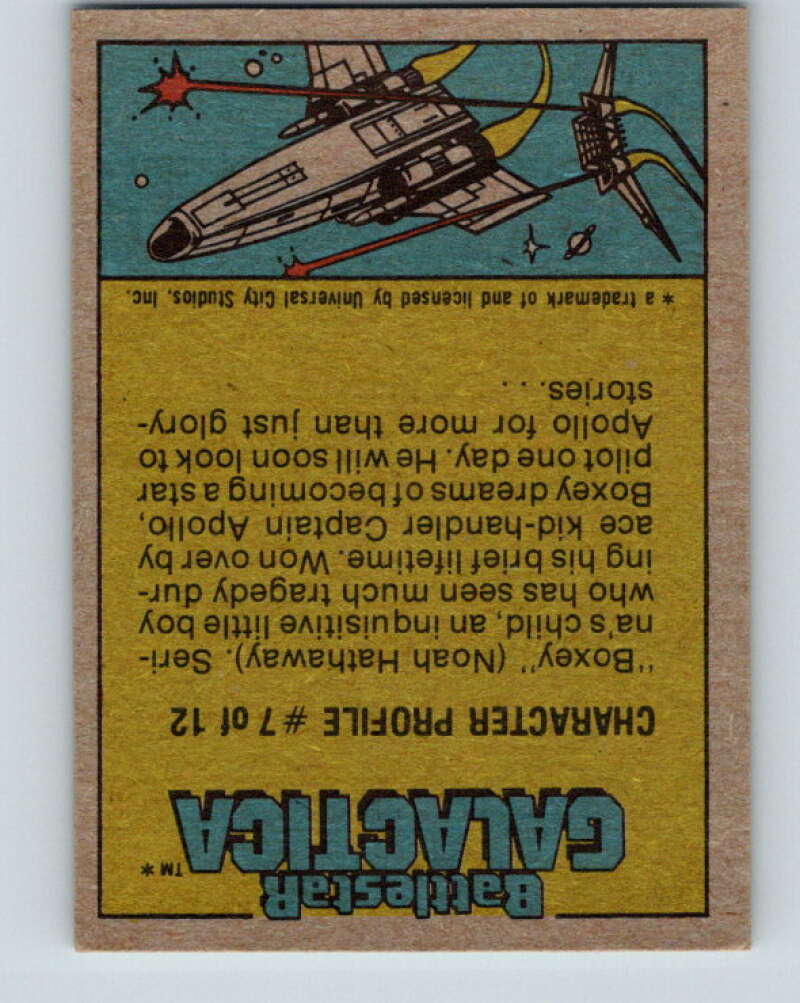 BattlestaR
GALACTICA™*
CHARACTER PROFILE #7 of 12
"Boxey" (Noah Hathaway). Seri-
na's child, an inquisitive little boy
who has seen much tragedy dur-
ing his brief lifetime. Won over by
ace kid-handler Captain Apollo,
Boxey dreams of becoming a star
pilot one day. He will soon look to
Apollo for more than just glory-
stories. . .
* a trademark of and licensed by Universal City Studios, Inc.